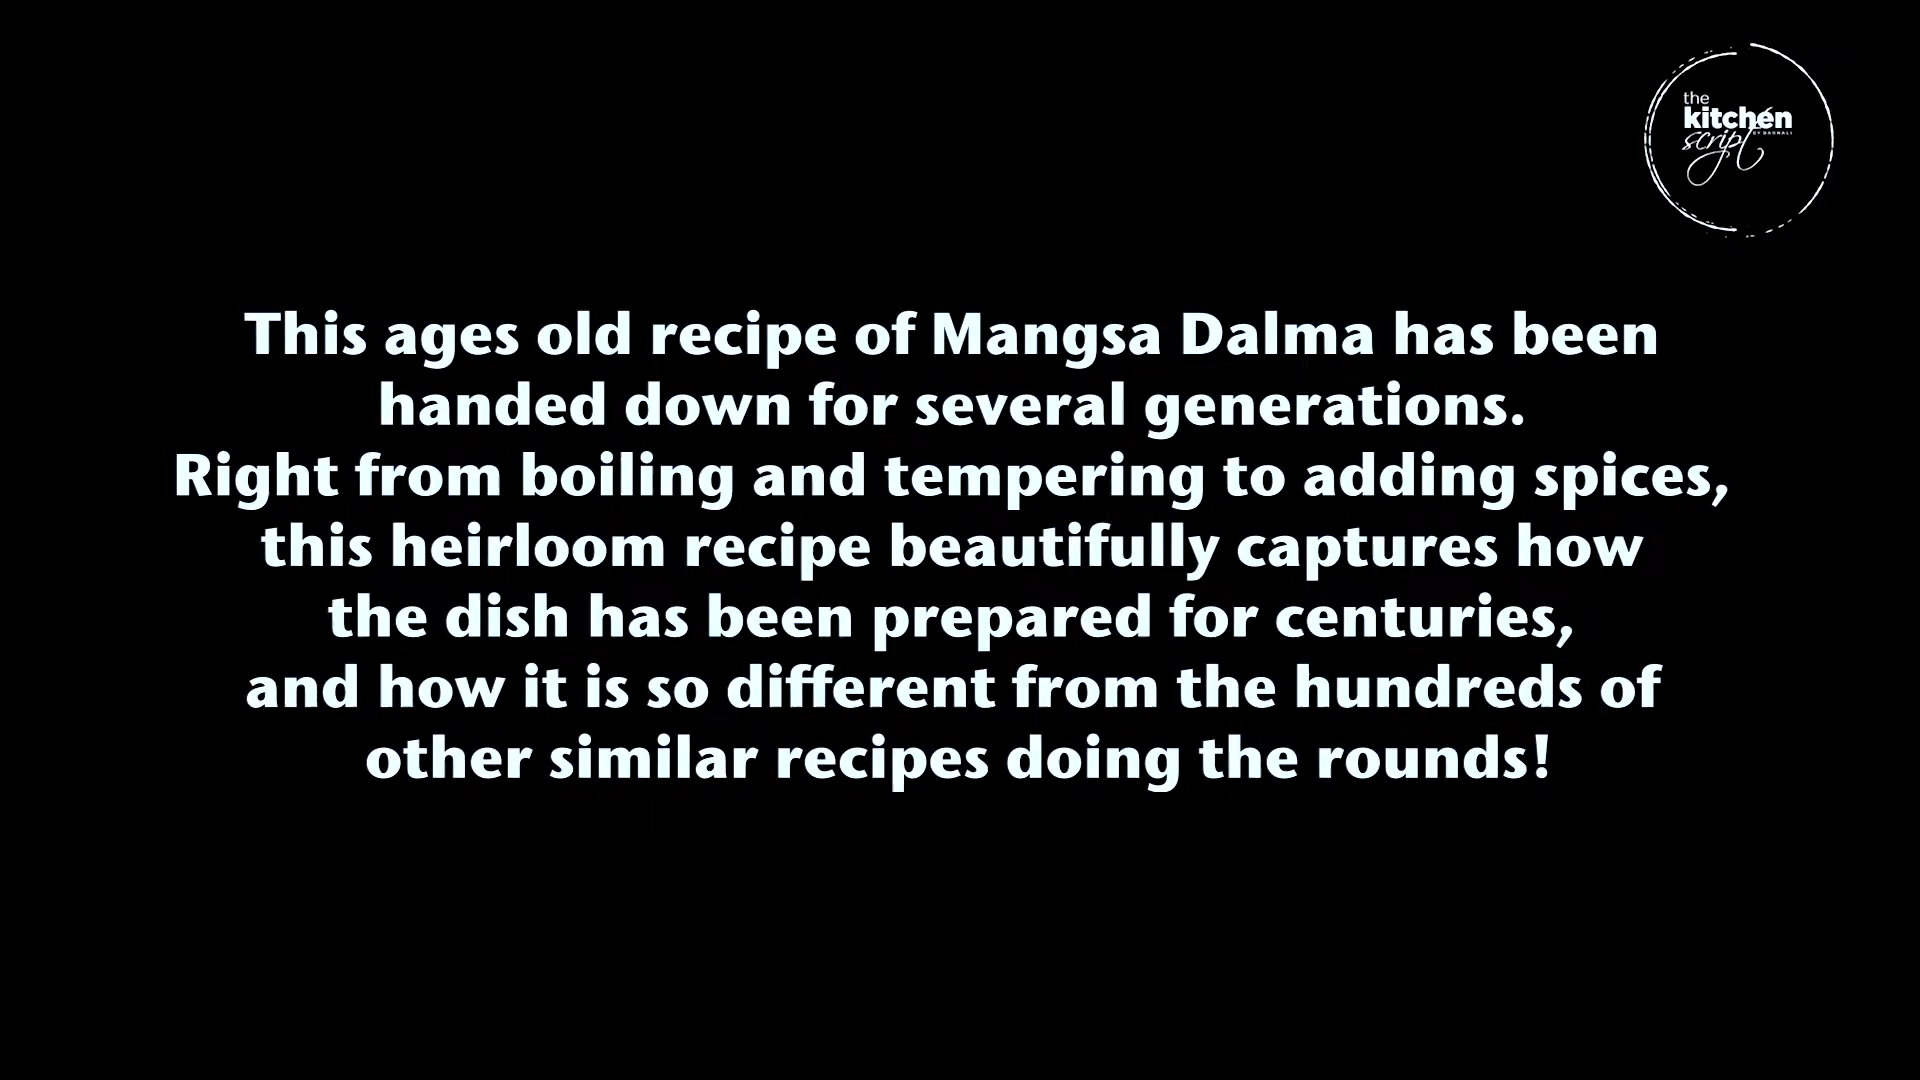 the
kitchen
script
This ages old recipe of Mangsa Dalma has been
handed down for several generations.
Right from boiling and tempering to adding spices,
this heirloom recipe beautifully captures how
the dish has been prepared for centuries,
and how it is so different from the hundreds of
other similar recipes doing the rounds!